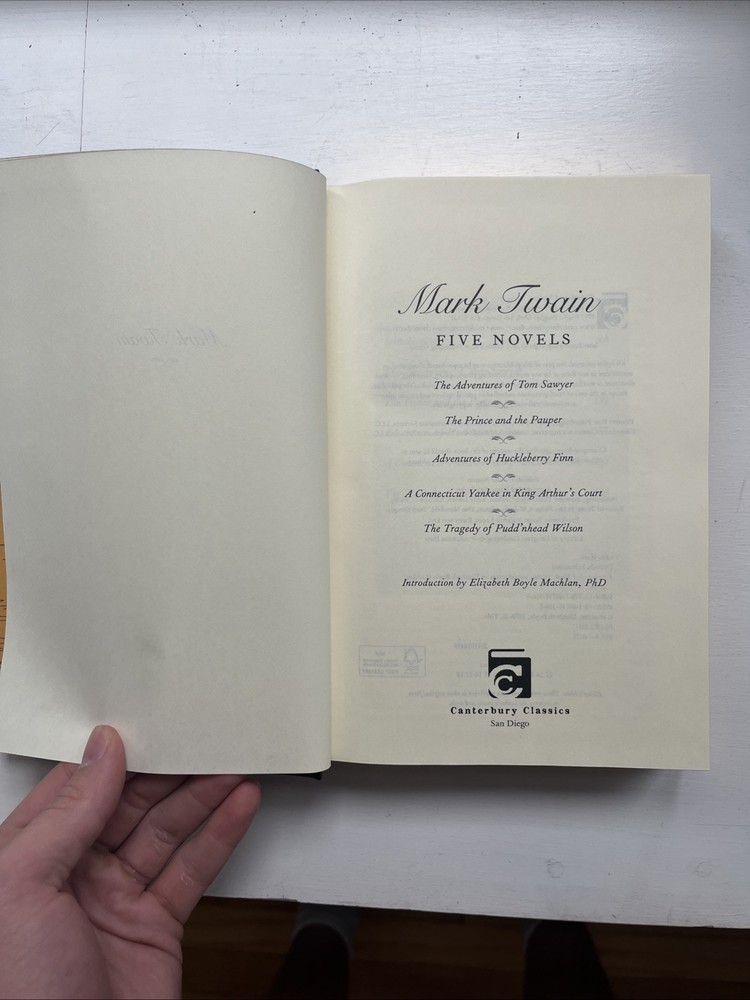 Mark Twain
FIVE NOVELS
The Adventures of Tom Sawyer
The Prince and the Pauper
Adventures of Huckleberry Finn
A Connecticut Yankee in King Arthur's Court
The Tragedy of Pudd'nhead Wilson
Introduction by Elizabeth Boyle Machlan, PhD
C
Canterbury Classics
San Diego